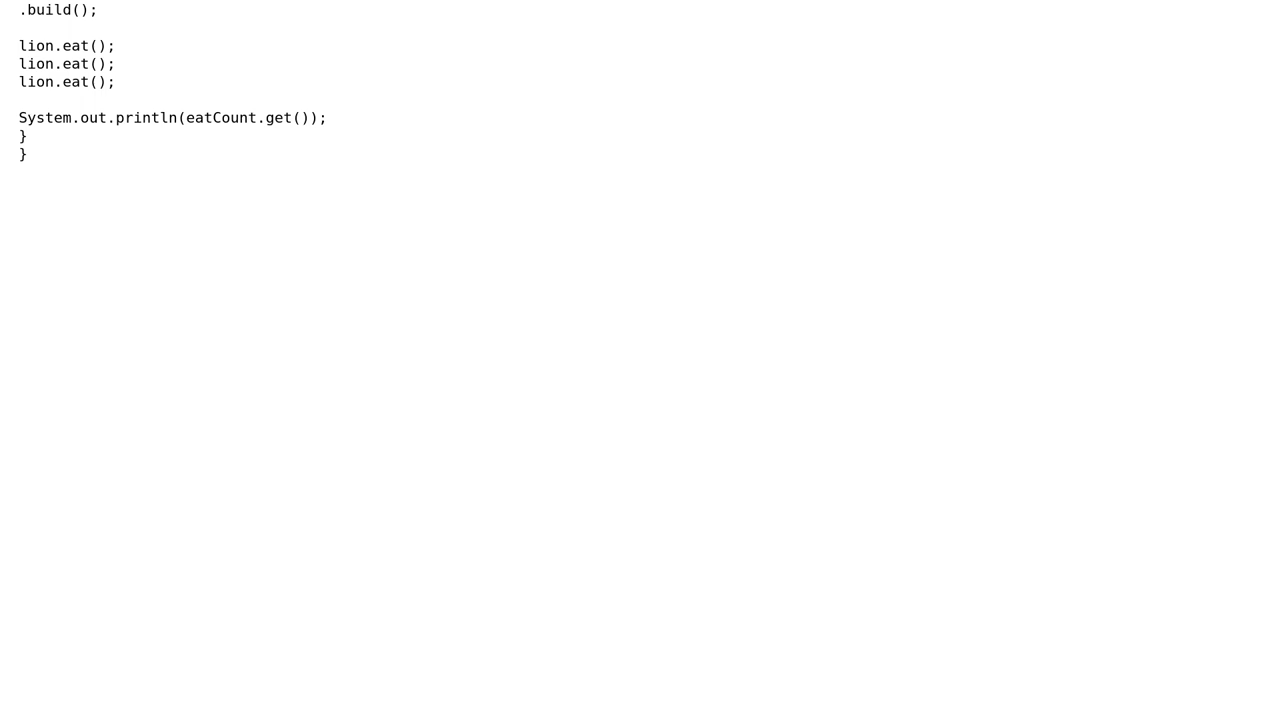 .build();

lion.eat();
lion.eat();
lion.eat();

System.out.println(eatCount.get());
}
}